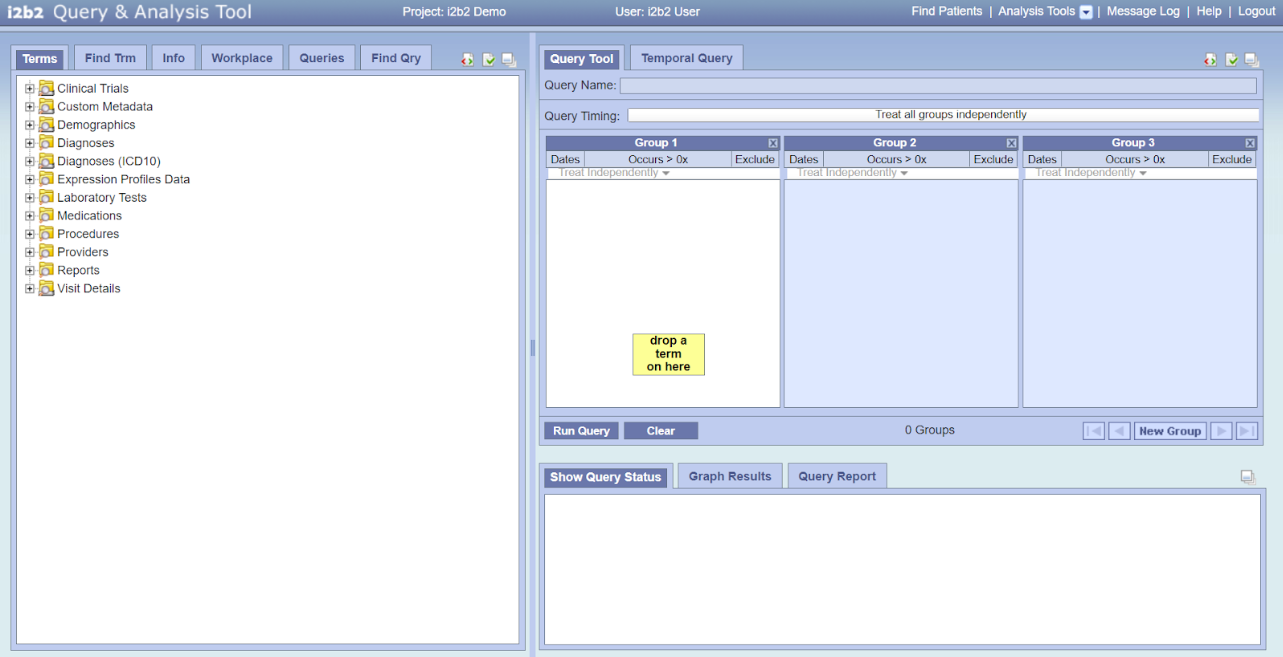 i2b2 Query & Analysis Tool Project: i2b2 Demo User: i2b2 User Find Patients | Analysis Tools | Message Log | Help | Logout
Terms Find Trm Info Workplace Queries Find Qry
Clinical Trials
Custom Metadata
Demographics
Diagnoses
Diagnoses (ICD10)
Expression Profiles Data
Laboratory Tests
Medications
Procedures
Providers
Reports
Visit Details
Query Tool Temporal Query
Query Name:
Query Timing: Treat all groups independently
Group 1 Group 2 Group 3
Dates Occurs > 0x Exclude Dates Occurs > 0x Exclude Dates Occurs > 0x Exclude
Treat Independently Treat Independently Treat Independently
drop a
term
on here
Run Query Clear 0 Groups New Group
Show Query Status Graph Results Query Report